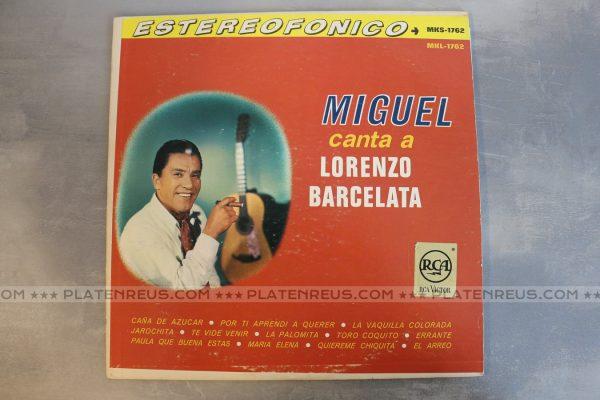 ESTEREOFONICO → MKS-1762
MKL-1762
MIGUEL
canta a
LORENZO
BARCELATA
RCA
RCA VICTOR
.COM *** PLATENREUS.COM *** PLATENREUS.COM *** PLATENREUS.COM *** PLA
CAÑA DE AZUCAR • POR TI APRENDI A QUERER • LA VAQUILLA COLORADA
JAROCHITA • TE VIDE VENIR • LA PALOMITA • TORO COQUITO • ERRANTE
PAULA QUE BUENA ESTAS • MARIA ELENA • QUIEREME CHIQUITA • EL ARREO